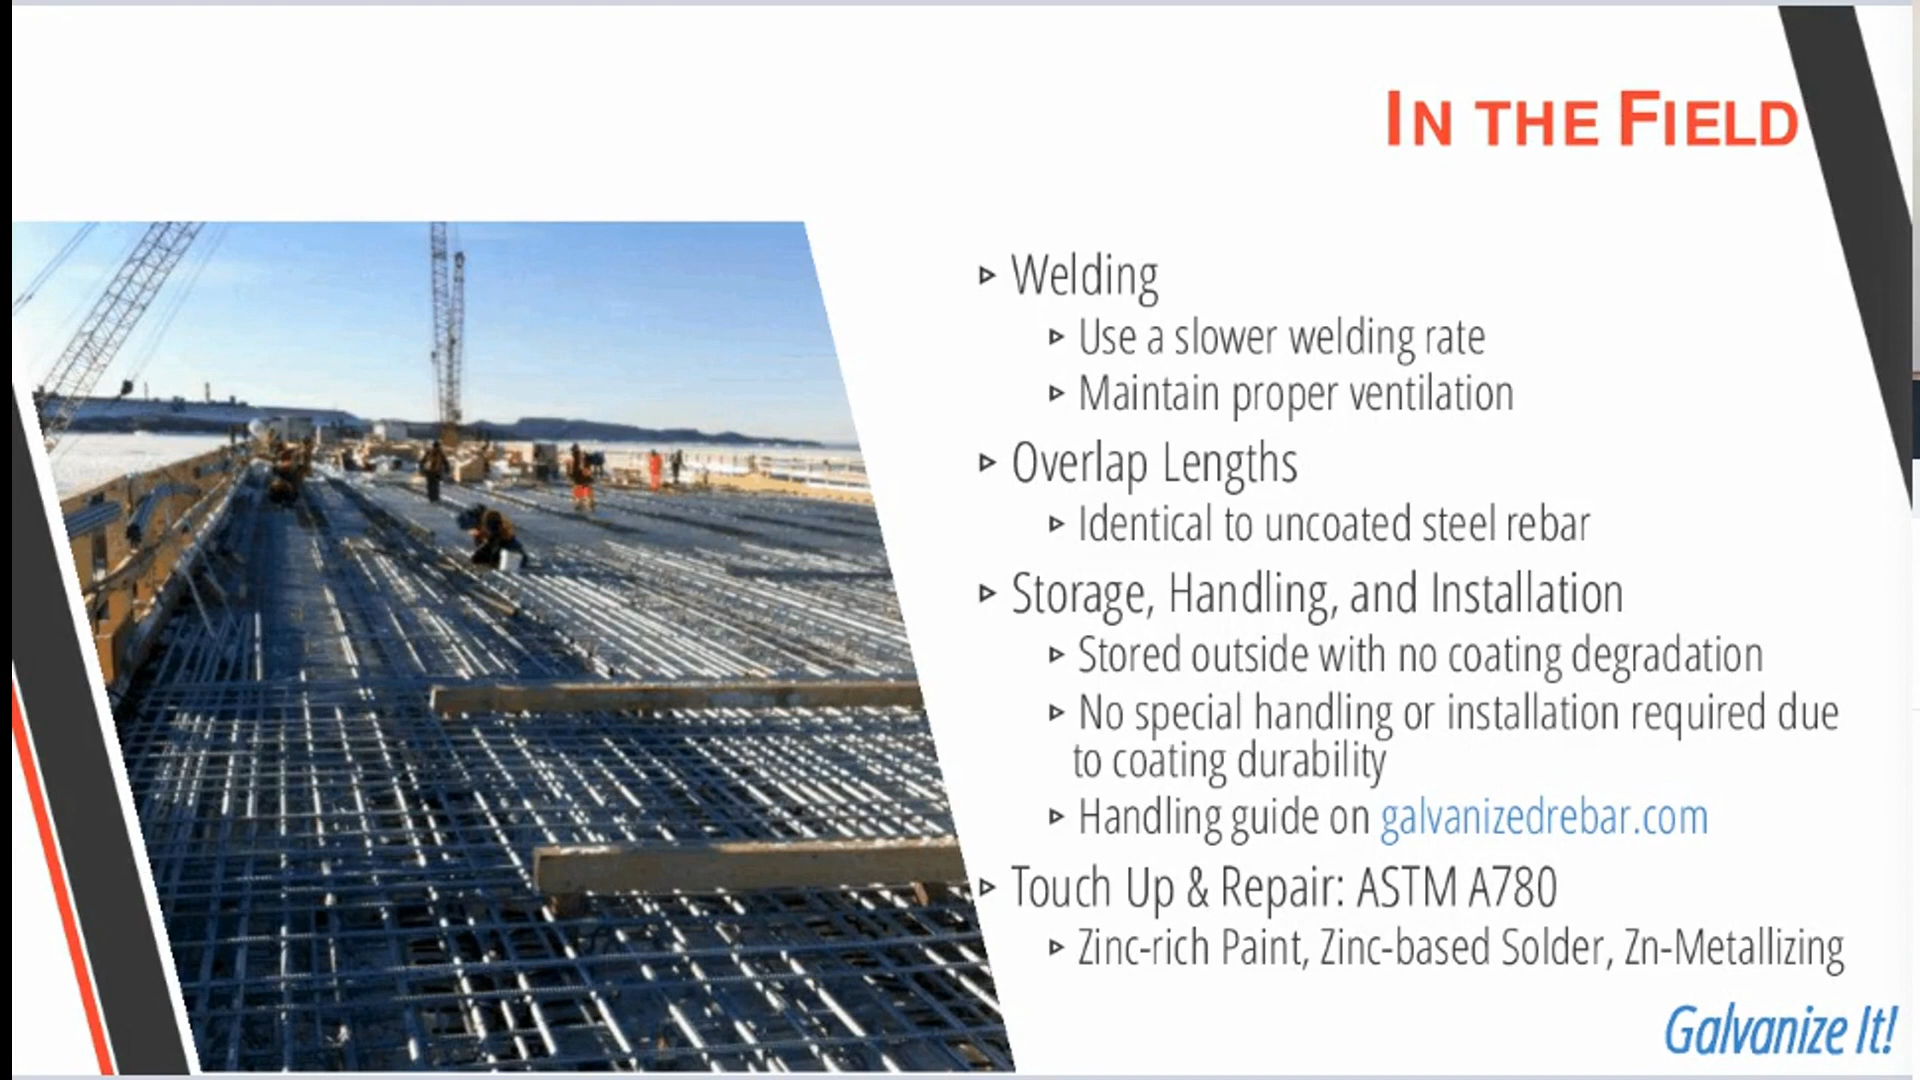 IN THE FIELD
Welding
Use a slower welding rate
Maintain proper ventilation
Overlap Lengths
Identical to uncoated steel rebar
Storage, Handling, and Installation
Stored outside with no coating degradation
No special handling or installation required due
to coating durability
Handling guide on galvanizedrebar.com
Touch Up & Repair: ASTM A780
Zinc-rich Paint, Zinc-based Solder, Zn-Metallizing
Galvanize It!